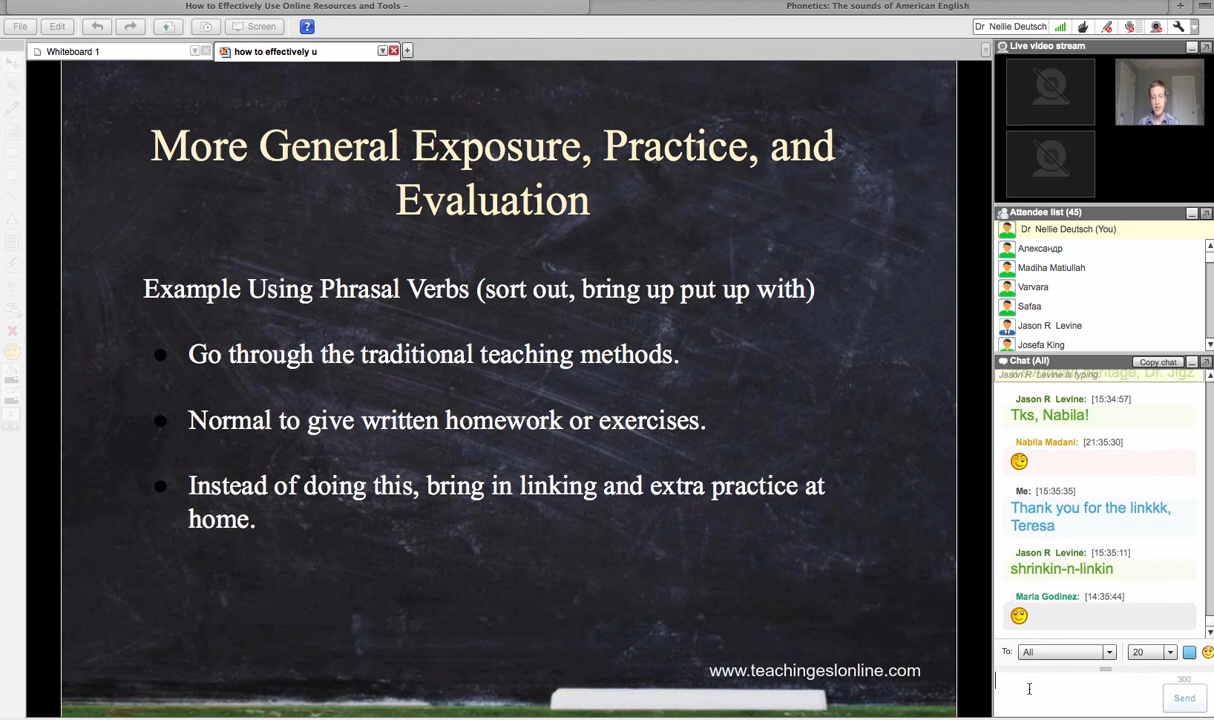 How to Effectively Use Online Resources and Tools –
Phonetics: The sounds of American English
File
Edit
Screen
?
Dr Nellie Deutsch
Whiteboard 1
how to effectively u
Live video stream
More General Exposure, Practice, and
Evaluation
Example Using Phrasal Verbs (sort out, bring up put up with)
Go through the traditional teaching methods.
Normal to give written homework or exercises.
Instead of doing this, bring in linking and extra practice at
home.
www.teachingeslonline.com
Attendee list (45)
Dr Nellie Deutsch (You)
Александр
Madiha Matiullah
Varvara
Safaa
Jason R Levine
Josefa King
Chat (All)
Copy chat
Jason R Levine is typing.
Jason R Levine: [15:34:57]
Tks, Nabila!
Nabila Madani: [21:35:30]
Me: [15:35:35]
Thank you for the linkkk,
Teresa
Jason R Levine: [15:35:11]
shrinkin-n-linkin
Maria Godinez: [14:35:44]
To:
All
20
300
Send